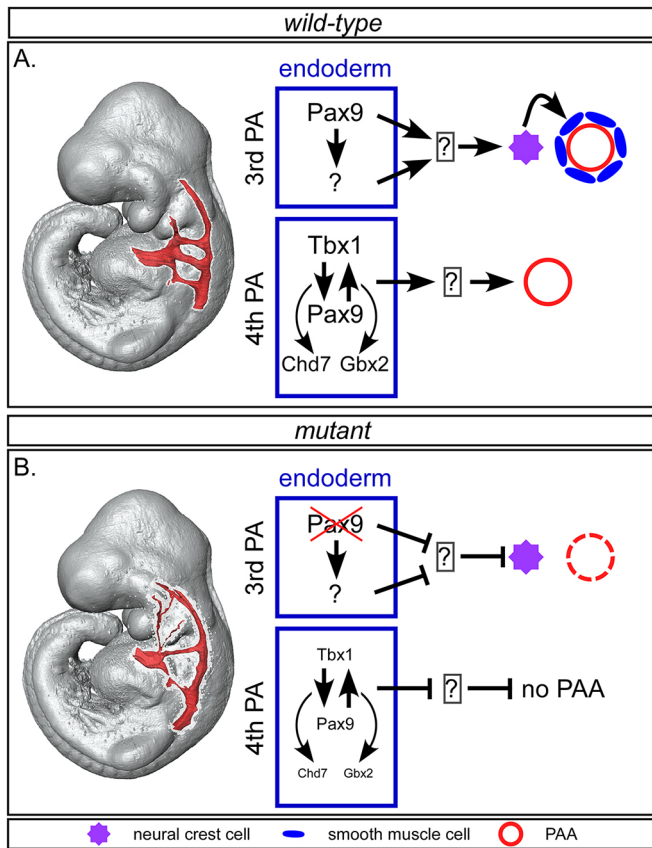 wild-type
A.
endoderm
3rd PA
Pax9
?
?
4th PA
Tbx1
Pax9
Chd7 Gbx2
?
mutant
B.
endoderm
3rd PA
Pax9
?
?
4th PA
Tbx1
Pax9
Chd7 Gbx2
?
no PAA
neural crest cell
smooth muscle cell
PAA